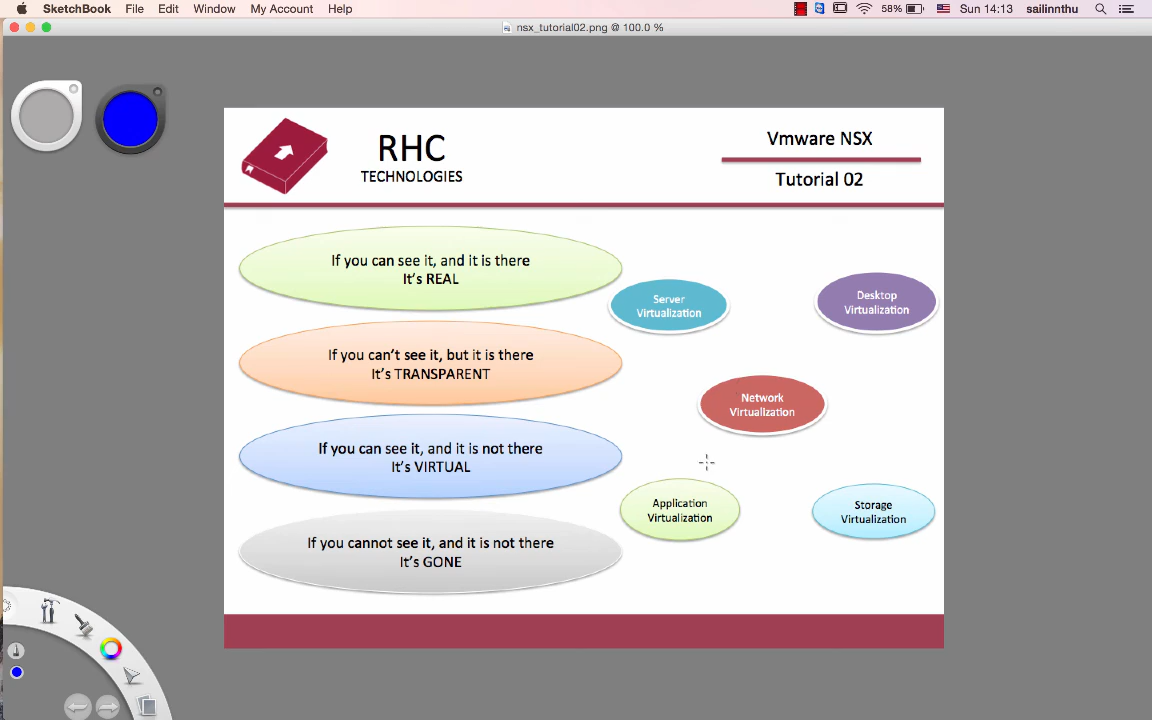 SketchBook File Edit Window My Account Help 58% Sun 14:13 sailinnthu
nsx_tutorial02.png @ 100.0 %
RHC
TECHNOLOGIES
Vmware NSX
Tutorial 02
If you can see it, and it is there
It's REAL
If you can't see it, but it is there
It's TRANSPARENT
If you can see it, and it is not there
It's VIRTUAL
If you cannot see it, and it is not there
It's GONE
Server
Virtualization
Desktop
Virtualization
Network
Virtualization
Application
Virtualization
Storage
Virtualization